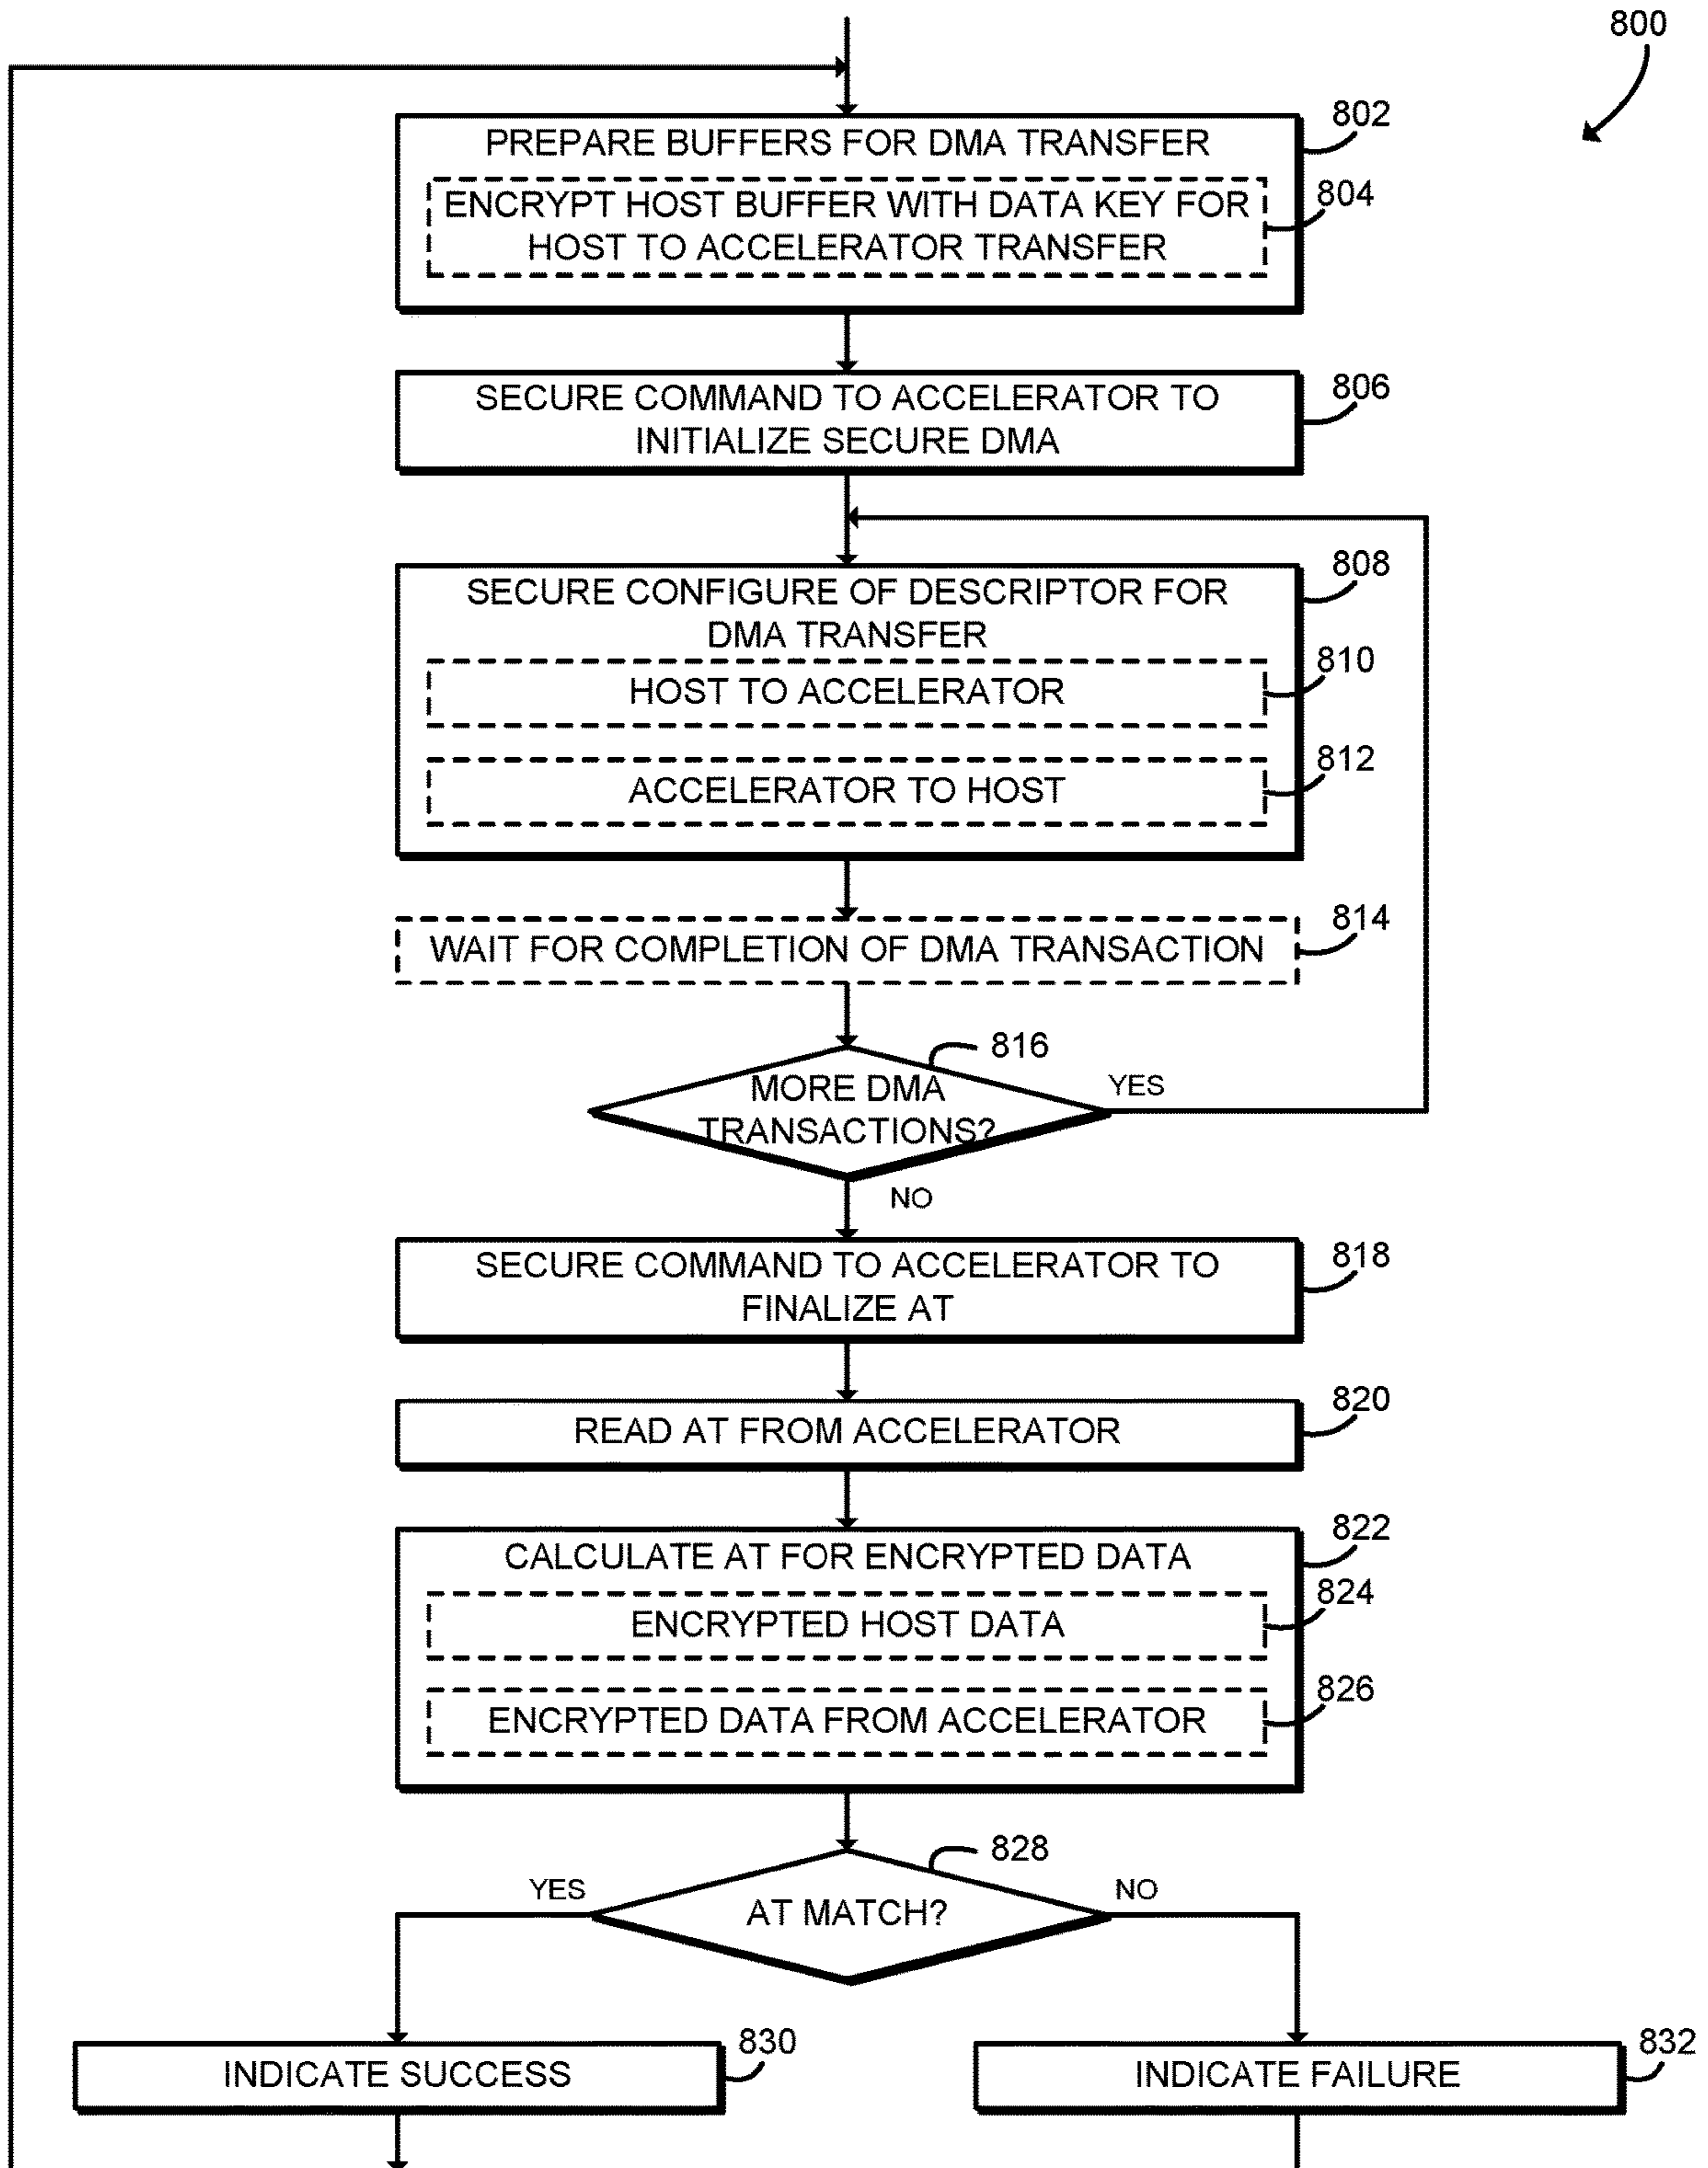 800
802
PREPARE BUFFERS FOR DMA TRANSFER
804
ENCRYPT HOST BUFFER WITH DATA KEY FOR
HOST TO ACCELERATOR TRANSFER
806
SECURE COMMAND TO ACCELERATOR TO
INITIALIZE SECURE DMA
808
SECURE CONFIGURE OF DESCRIPTOR FOR
DMA TRANSFER
810
HOST TO ACCELERATOR
812
ACCELERATOR TO HOST
814
WAIT FOR COMPLETION OF DMA TRANSACTION
816
MORE DMA
TRANSACTIONS?
YES
NO
818
SECURE COMMAND TO ACCELERATOR TO
FINALIZE AT
820
READ AT FROM ACCELERATOR
822
CALCULATE AT FOR ENCRYPTED DATA
824
ENCRYPTED HOST DATA
826
ENCRYPTED DATA FROM ACCELERATOR
828
YES
NO
AT MATCH?
830
832
INDICATE SUCCESS
INDICATE FAILURE